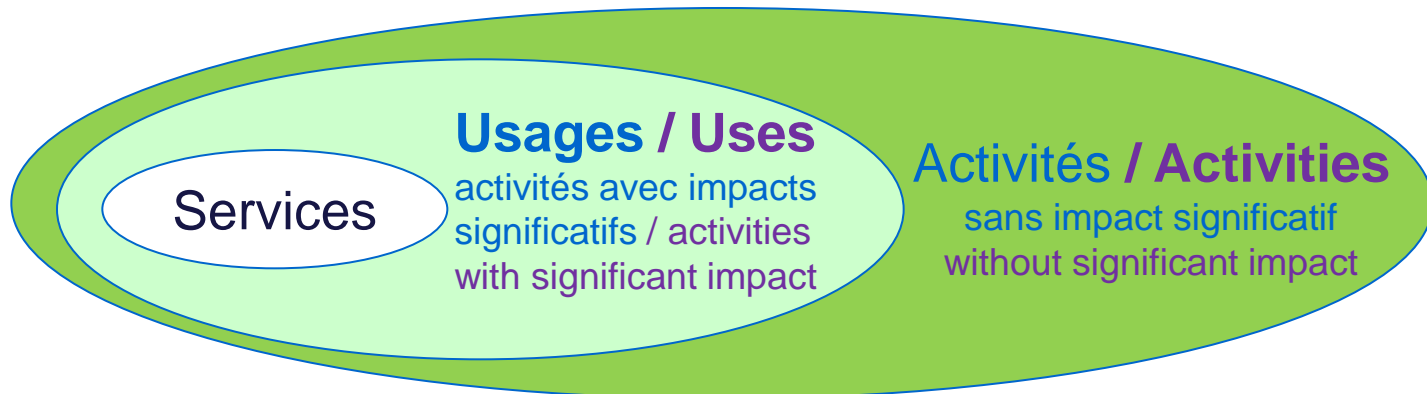 Services
Usages / Uses
activités avec impacts
significatifs / activities
with significant impact
Activités / Activities
sans impact significatif
without significant impact